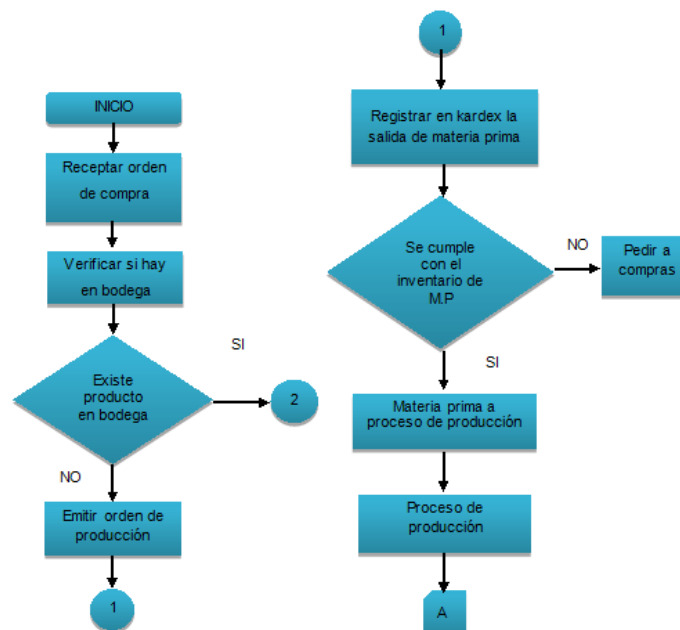 INICIO
Receptar orden
de compra
Verificar si hay
en bodega
Existe
producto
en bodega
SI
2
NO
Emitir orden de
producción
1
1
Registrar en kardex la
salida de materia prima
Se cumple
con el
inventario de
M.P
NO
Pedir a
compras
SI
Materia prima a
proceso de producción
Proceso de
producción
A